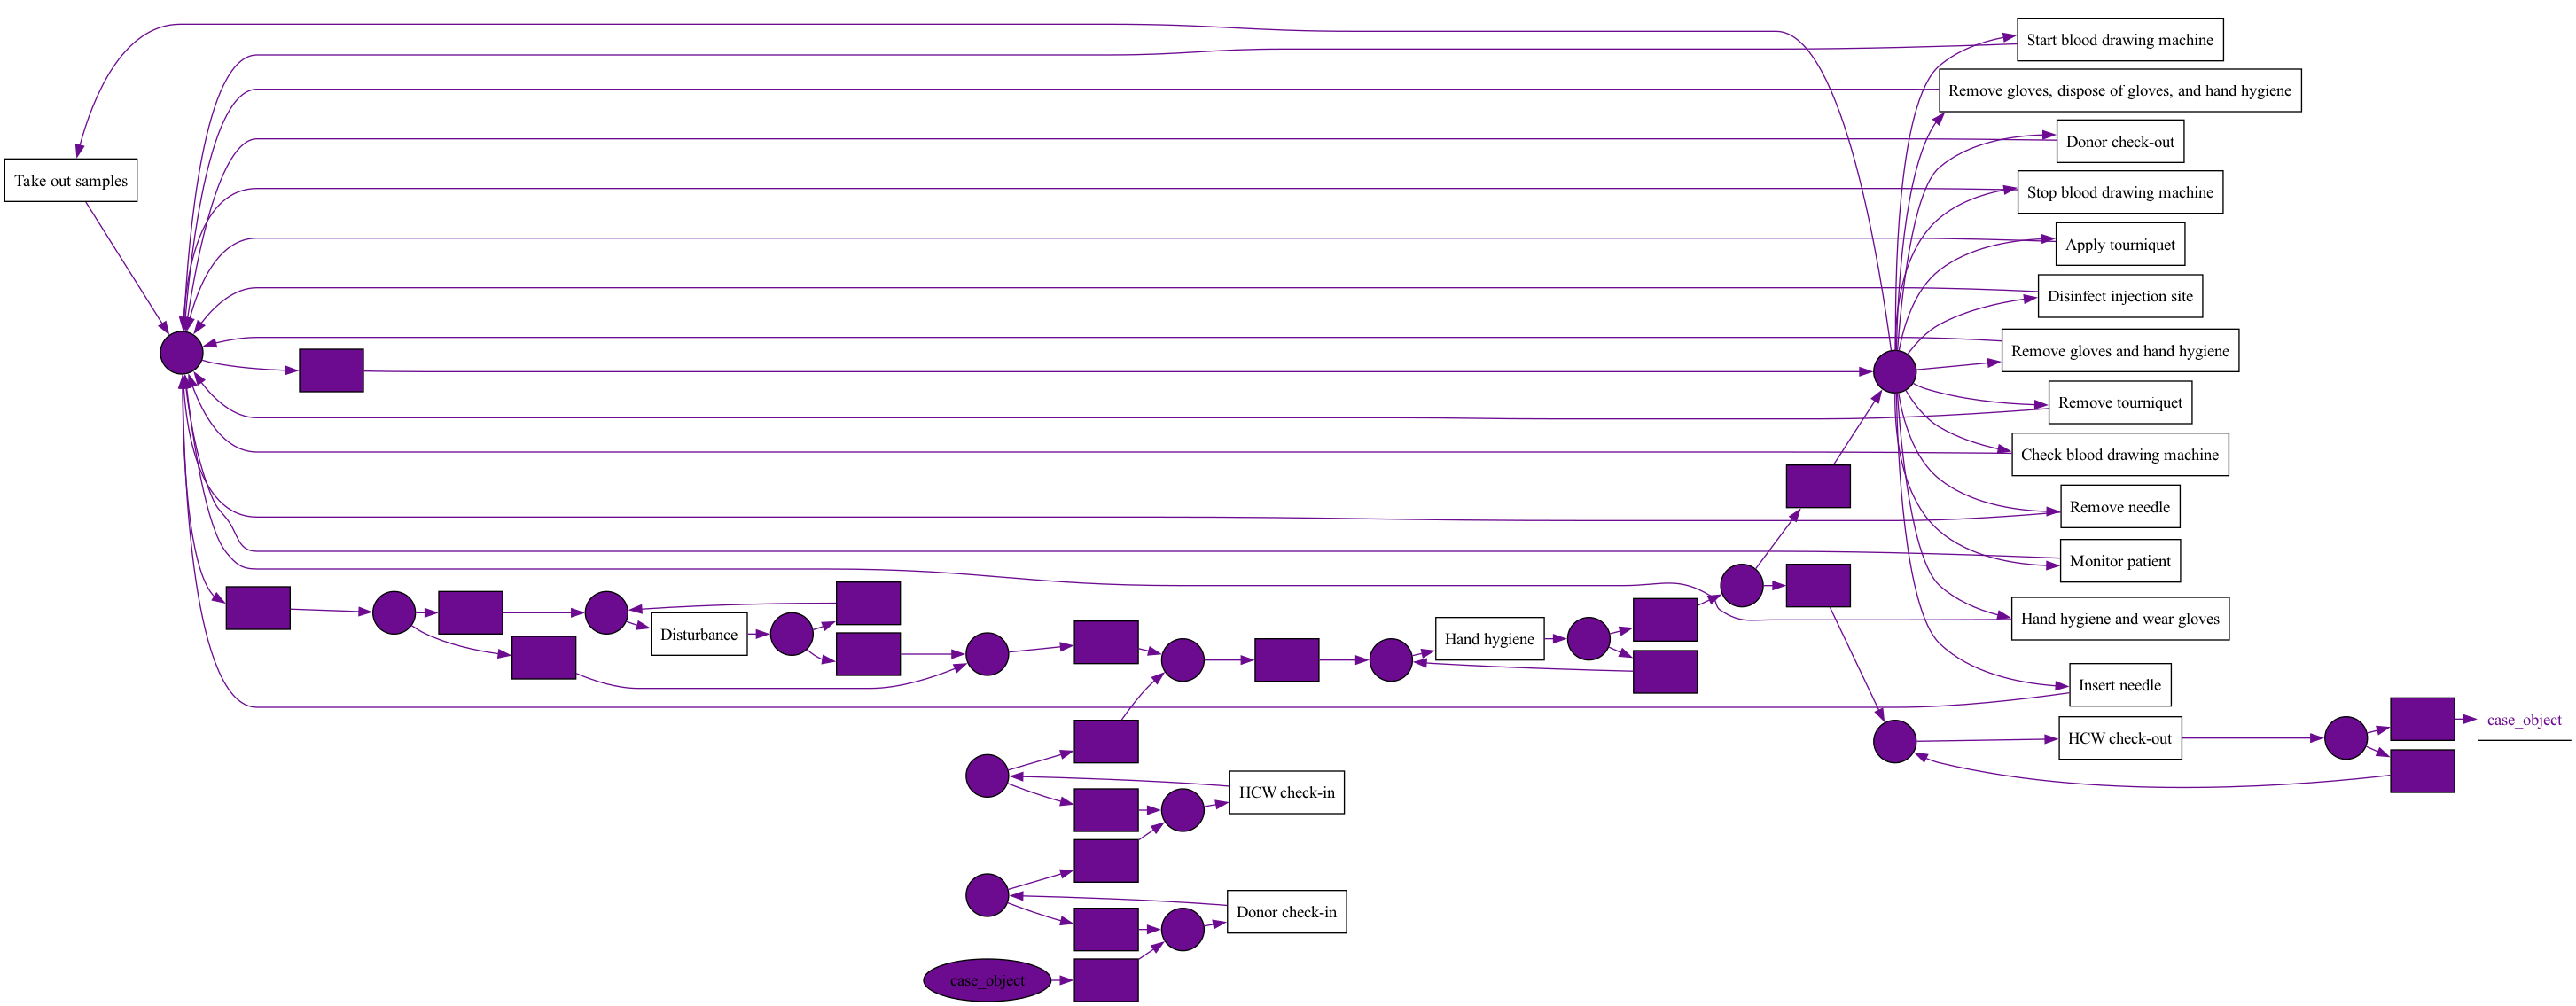 Start blood drawing machine
Remove gloves, dispose of gloves, and hand hygiene
Donor check-out
Take out samples
Stop blood drawing machine
Apply tourniquet
Disinfect injection site
Remove gloves and hand hygiene
Remove tourniquet
Check blood drawing machine
Remove needle
Monitor patient
Hand hygiene and wear gloves
Disturbance
Hand hygiene
Insert needle
case_object
HCW check-out
HCW check-in
Donor check-in
case_object